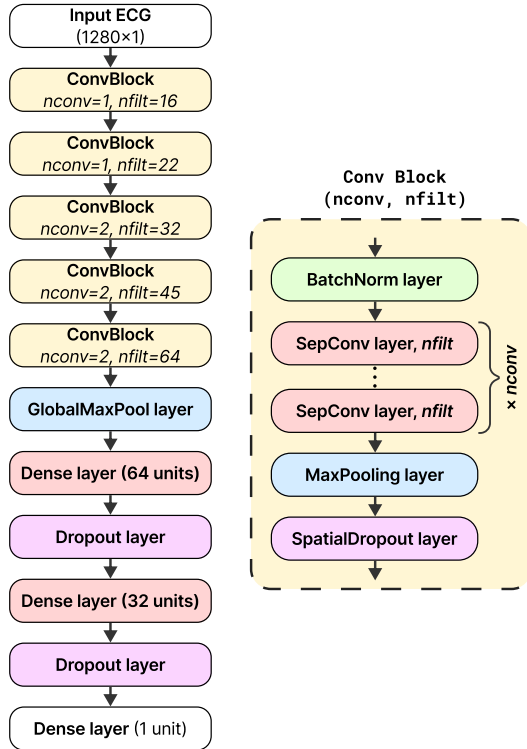 Input ECG
(1280×1)
ConvBlock
nconv=1, nfilt=16
ConvBlock
nconv=1, nfilt=22
ConvBlock
nconv=2, nfilt=32
ConvBlock
nconv=2, nfilt=45
ConvBlock
nconv=2, nfilt=64
GlobalMaxPool layer
Dense layer (64 units)
Dropout layer
Dense layer (32 units)
Dropout layer
Dense layer (1 unit)
Conv Block
(nconv, nfilt)
BatchNorm layer
SepConv layer, nfilt
SepConv layer, nfilt
× nconv
MaxPooling layer
SpatialDropout layer